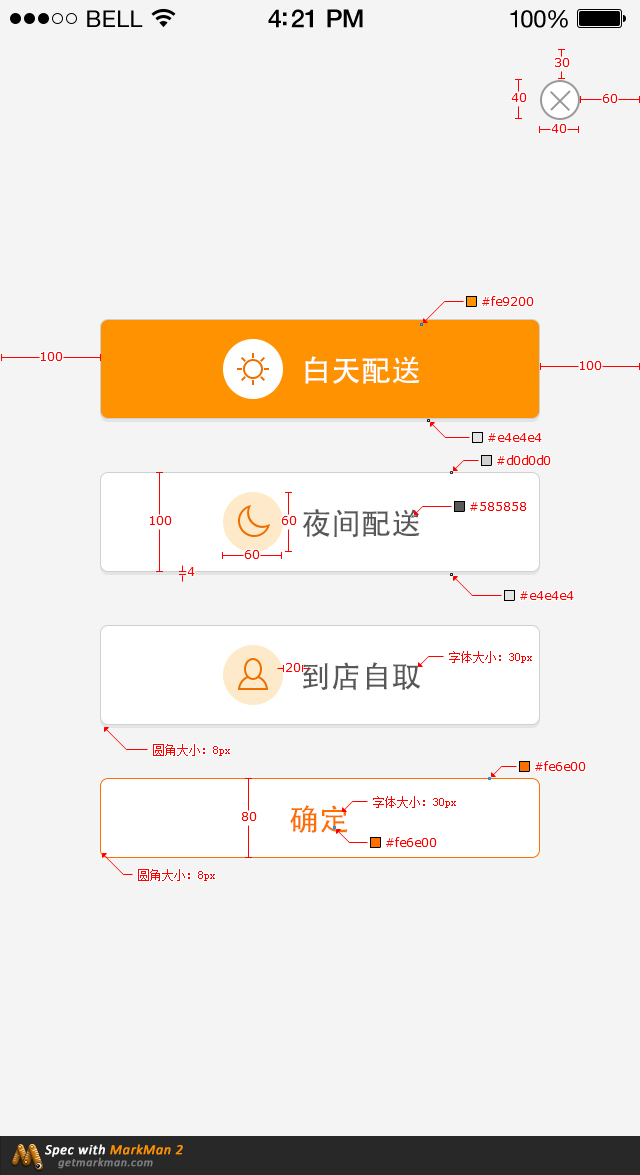 BELL 4:21 PM 100%
30
40
60
40
#fe9200
100
白天配送
100
#e4e4e4
#d0d0d0
#585858
100
60
夜间配送
60
4
#e4e4e4
字体大小：30px
20
到店自取
圆角大小：8px
#fe6e00
字体大小：30px
80
确定
#fe6e00
圆角大小：8px
Spec with MarkMan 2
getmarkman.com